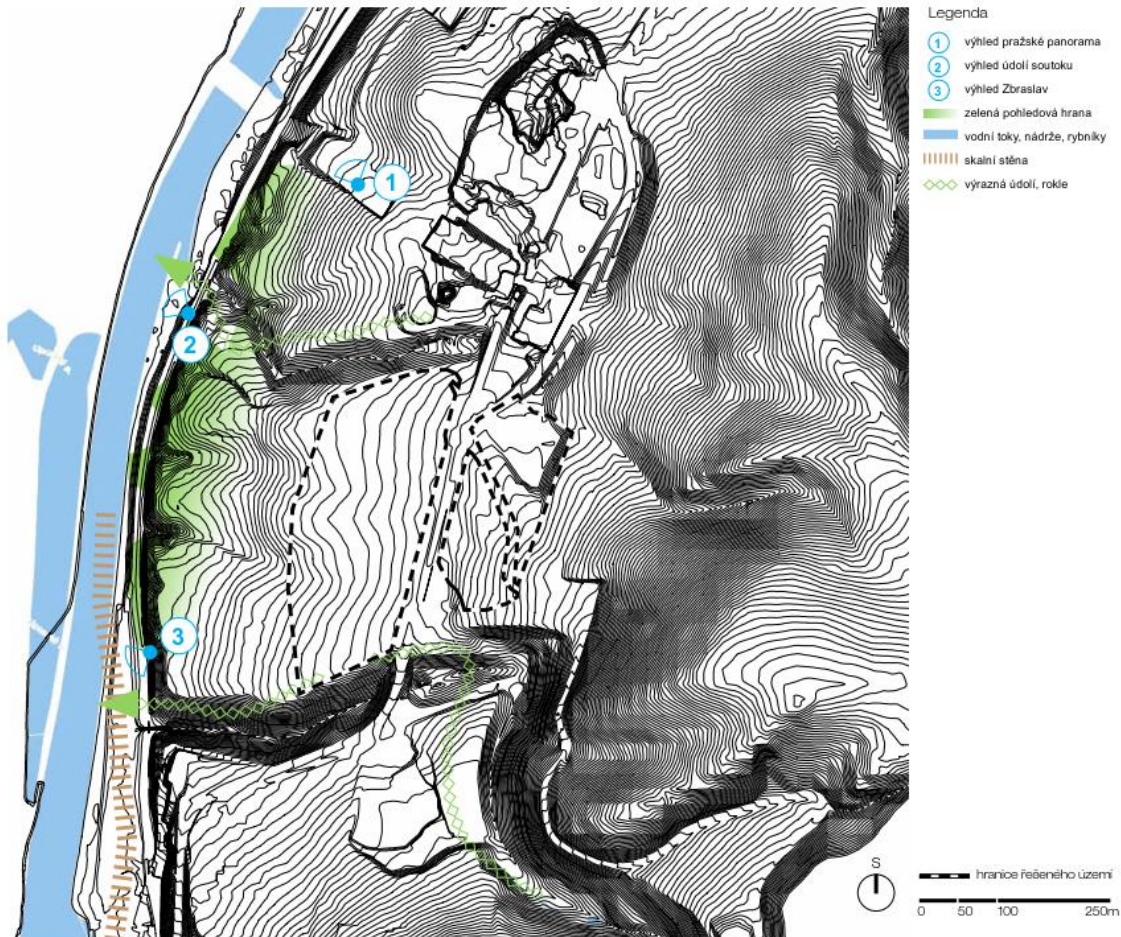 Legenda
1 výhled pražské panorama
2 výhled údolí soutoku
3 výhled Zbraslav
zelená pohledová hrana
vodní toky, nádrže, rybníky
skalní stěna
výrazná údolí, rokle
1
2
3
S
hranice řešeného území
0 50 100 250m